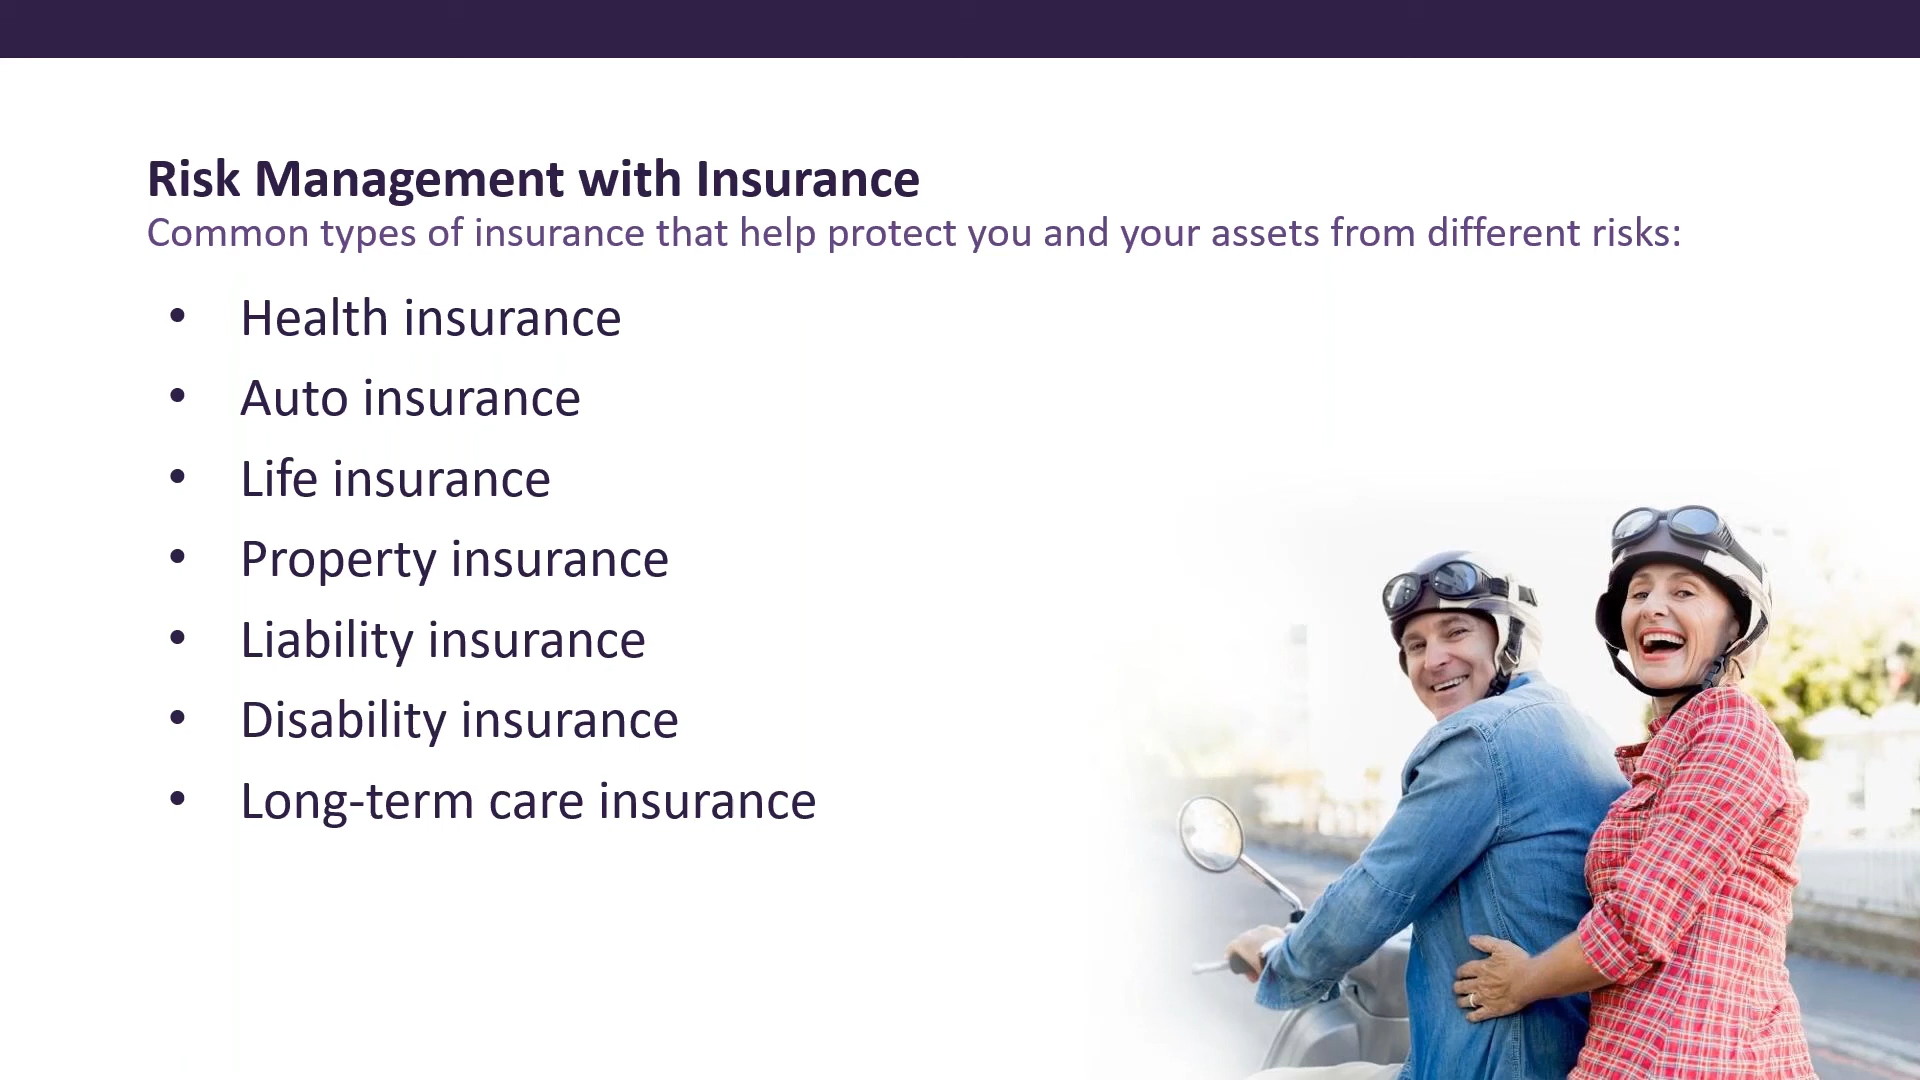 Risk Management with Insurance
Common types of insurance that help protect you and your assets from different risks:
• Health insurance
• Auto insurance
• Life insurance
• Property insurance
• Liability insurance
• Disability insurance
• Long-term care insurance